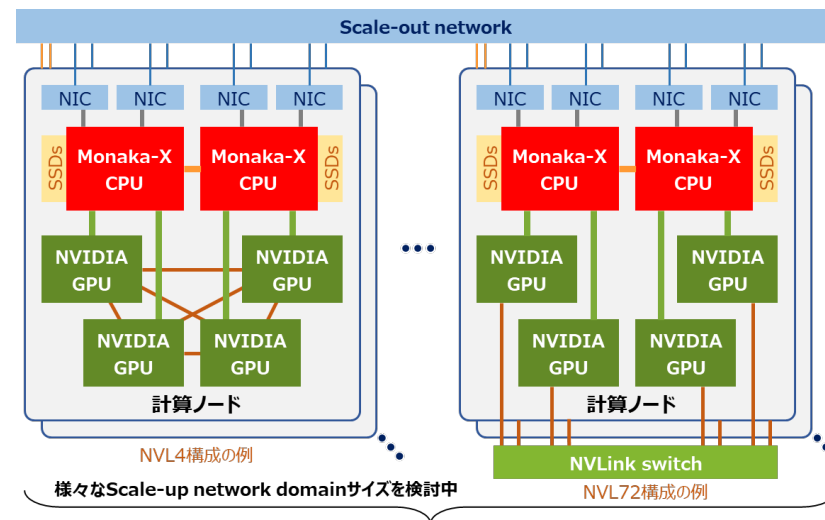 Scale-out network
NIC
NIC
NIC
NIC
SSDs
Monaka-X
CPU
Monaka-X
CPU
SSDs
NVIDIA
GPU
NVIDIA
GPU
NVIDIA
GPU
NVIDIA
GPU
計算ノード
NVL4構成の例
•••
NIC
NIC
NIC
NIC
SSDs
Monaka-X
CPU
Monaka-X
CPU
SSDs
NVIDIA
GPU
NVIDIA
GPU
NVIDIA
GPU
NVIDIA
GPU
計算ノード
NVLink switch
NVL72構成の例
様々なScale-up network domainサイズを検討中